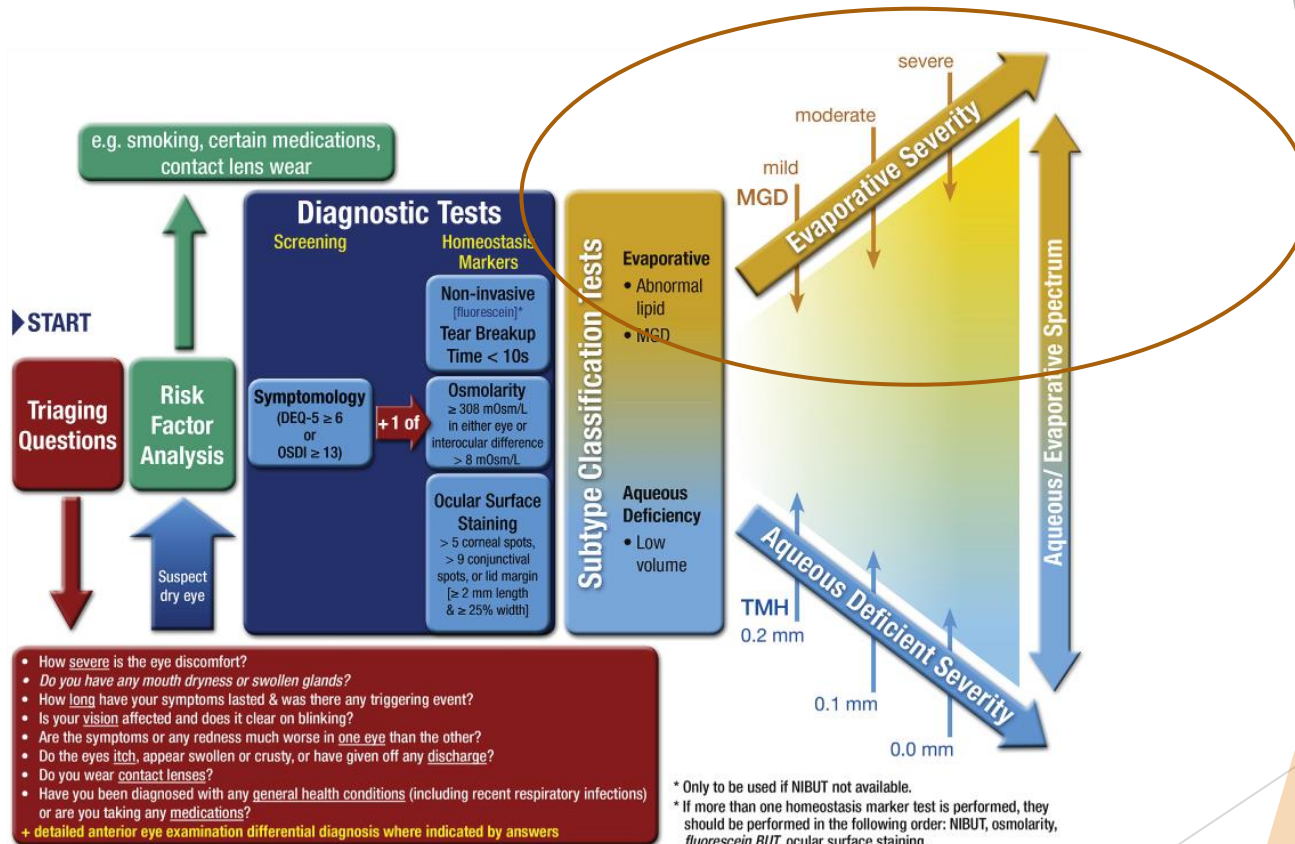 e.g. smoking, certain medications,
contact lens wear
▶START
Triaging
Questions
Risk
Factor
Analysis
Suspect
dry eye
Diagnostic Tests
Screening
Homeostasis
Markers
Symptomology
(DEQ-5 ≥ 6
or
OSDI ≥ 13)
+1 of
Non-invasive
[fluorescein]*
Tear Breakup
Time < 10s
Osmolarity
≥ 308 mOsm/L
in either eye or
interocular difference
> 8 mOsm/L
Ocular Surface
Staining
> 5 corneal spots,
> 9 conjunctival
spots, or lid margin
[≥ 2 mm length
& ≥ 25% width]
Subtype Classification Tests
Evaporative
• Abnormal
lipid
• MGD
Aqueous
Deficiency
• Low
volume
severe
moderate
mild
MGD
Evaporative Severity
Aqueous/ Evaporative Spectrum
Aqueous Deficient Severity
TMH
0.2 mm
0.1 mm
0.0 mm
• How severe is the eye discomfort?
• Do you have any mouth dryness or swollen glands?
• How long have your symptoms lasted & was there any triggering event?
• Is your vision affected and does it clear on blinking?
• Are the symptoms or any redness much worse in one eye than the other?
• Do the eyes itch, appear swollen or crusty, or have given off any discharge?
• Do you wear contact lenses?
• Have you been diagnosed with any general health conditions (including recent respiratory infections)
or are you taking any medications?
+ detailed anterior eye examination differential diagnosis where indicated by answers
* Only to be used if NIBUT not available.
* If more than one homeostasis marker test is performed, they
should be performed in the following order: NIBUT, osmolarity,
fluorescein BUT, ocular surface staining